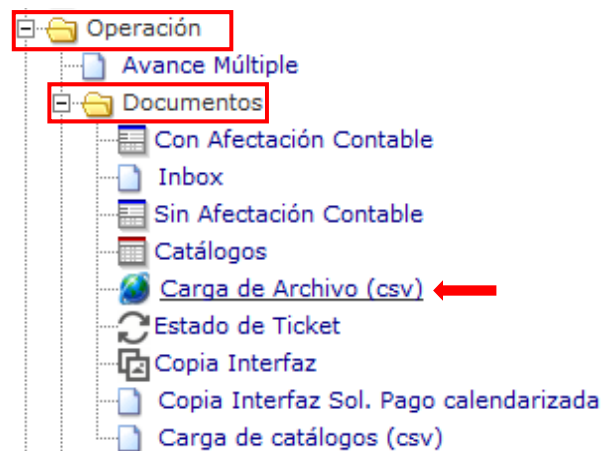 Operación
Avance Múltiple
Documentos
Con Afectación Contable
Inbox
Sin Afectación Contable
Catálogos
Carga de Archivo (csv)
Estado de Ticket
Copia Interfaz
Copia Interfaz Sol. Pago calendarizada
Carga de catálogos (csv)